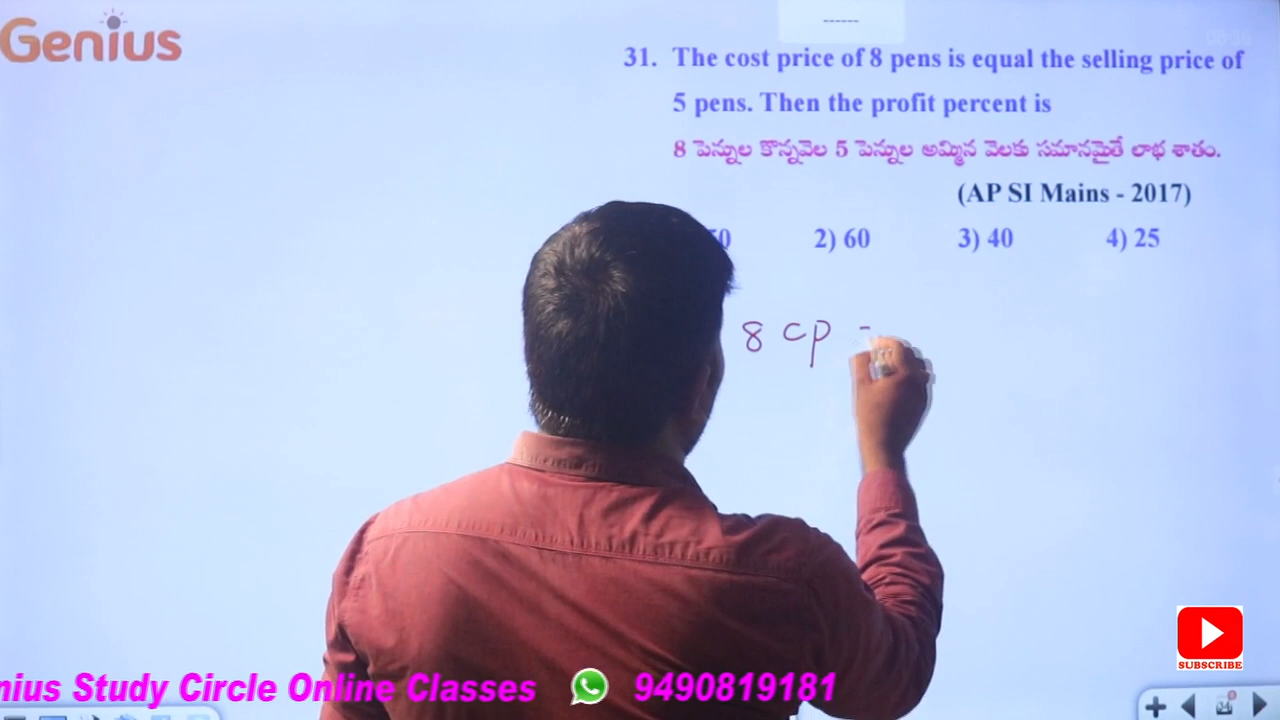 Genius
------
31. The cost price of 8 pens is equal the selling price of
5 pens. Then the profit percent is
8 పెన్నుల కొన్నవెల 5 పెన్నుల అమ్మిన వెలకు సమానమైతే లాభ శాతం.
(AP SI Mains - 2017)
2) 60 3) 40 4) 25
8 CP
Study Circle Online Classes 9490819181
SUBSCRIBE